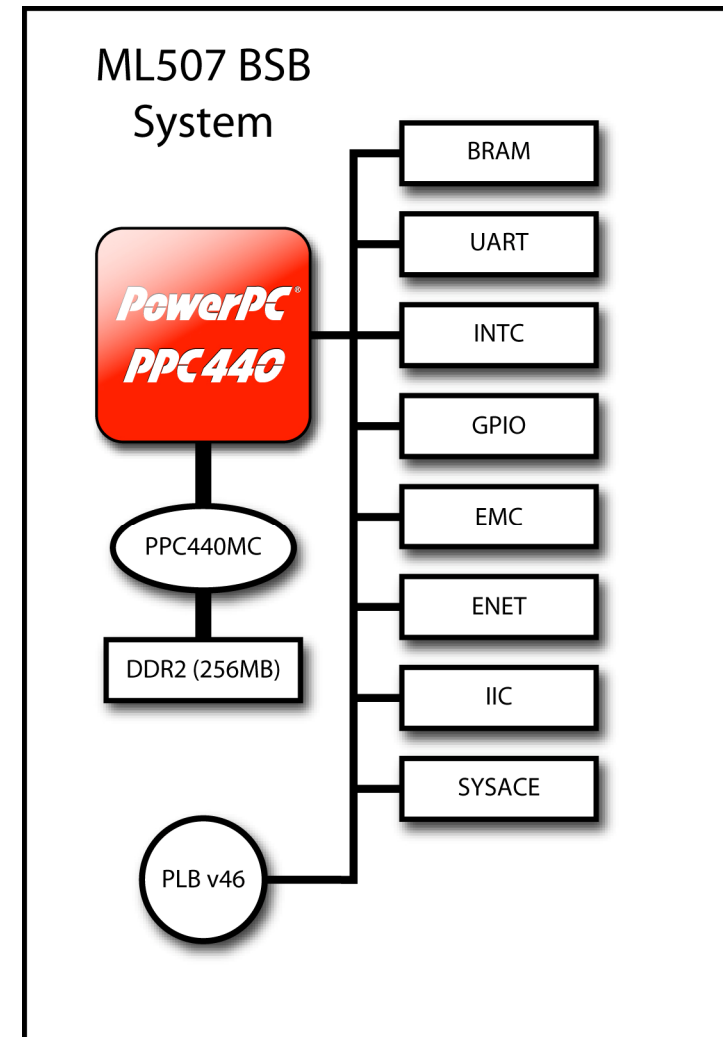 ML507 BSB
System
BRAM
UART
PowerPC®
PPC440
INTC
GPIO
EMC
PPC440MC
ENET
DDR2 (256MB)
IIC
SYSACE
PLB v46